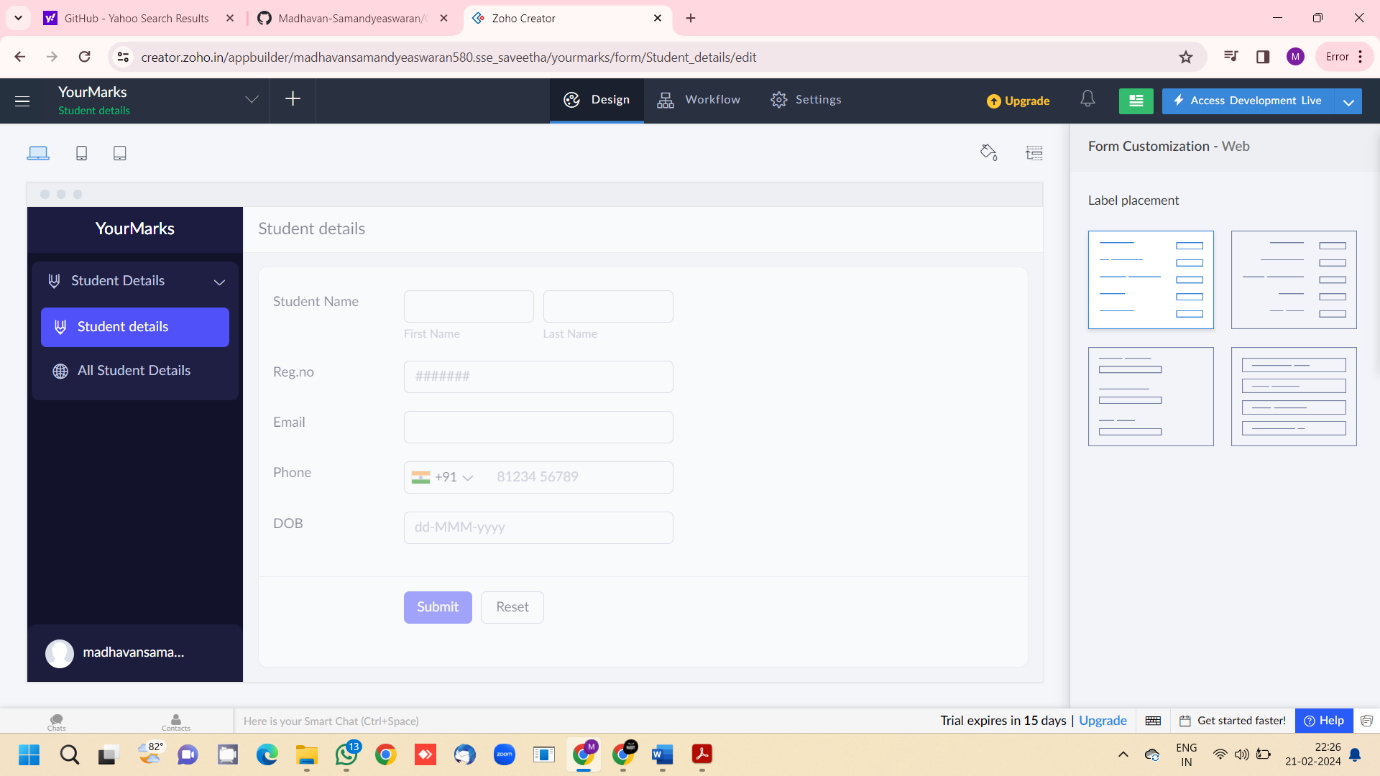 GitHub - Yahoo Search Results
Madhavan-Samandyeaswaran/
Zoho Creator
creator.zoho.in/appbuilder/madhavansamandyeaswaran580.sse_saveetha/yourmarks/form/Student_details/edit
M
Error
YourMarks
Student details
Design
Workflow
Settings
Upgrade
Access Development Live
Form Customization - Web
Label placement
YourMarks
Student details
Student Details
Student details
All Student Details
Student Name
First Name
Last Name
Reg.no
#######
Email
Phone
+91
81234 56789
DOB
dd-MMM-yyyy
Submit
Reset
madhavansama...
Chats
Contacts
Here is your Smart Chat (Ctrl+Space)
Trial expires in 15 days | Upgrade
Get started faster!
Help
82°
13
zoom
M
ENG
IN
22:26
21-02-2024